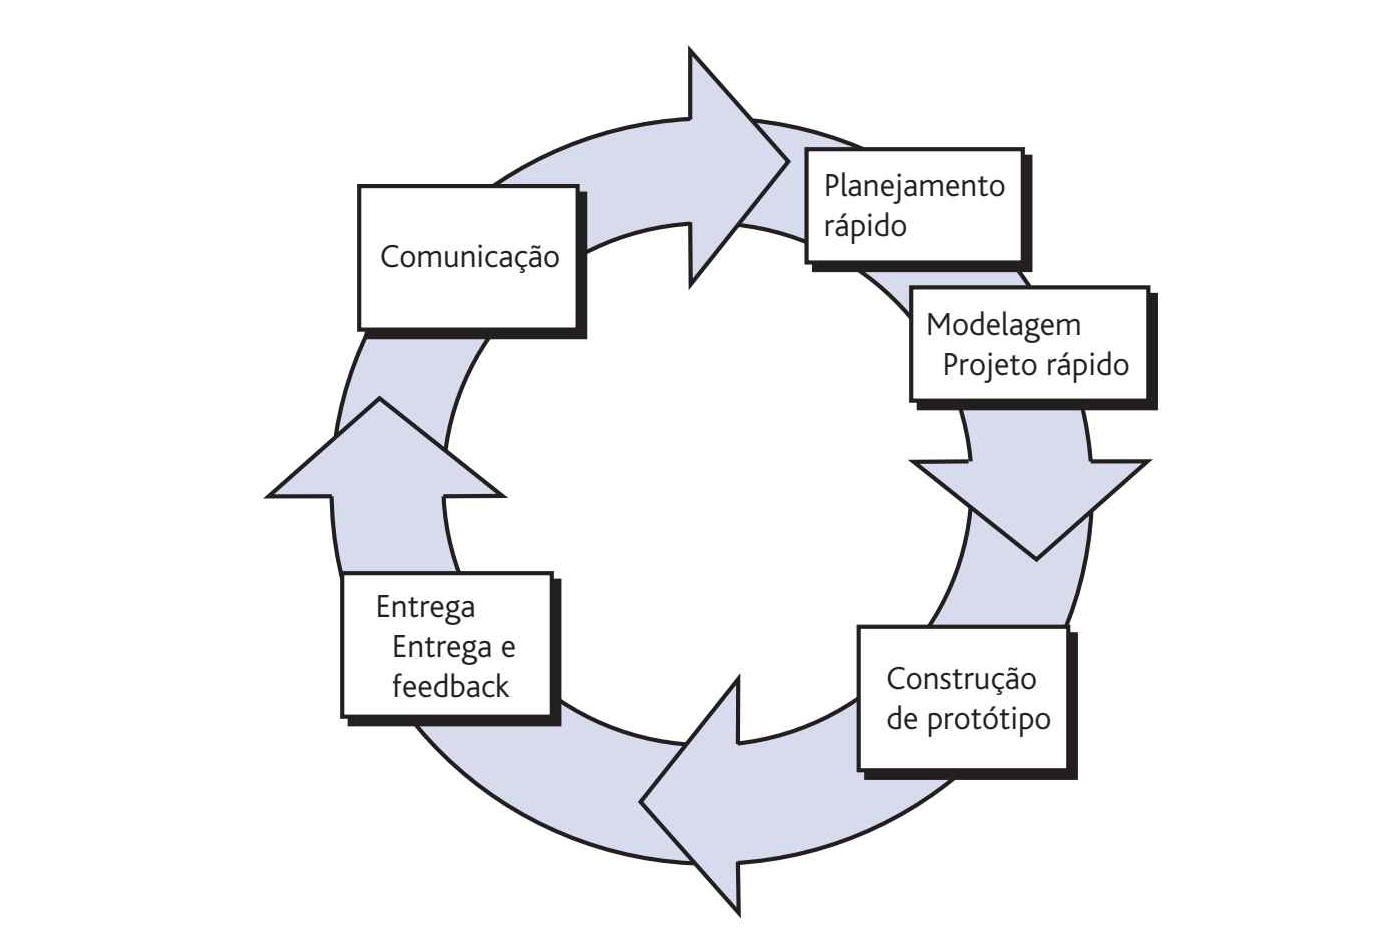 Comunicação
Planejamento
rápido
Modelagem
Projeto rápido
Construção
de protótipo
Entrega
Entrega e
feedback